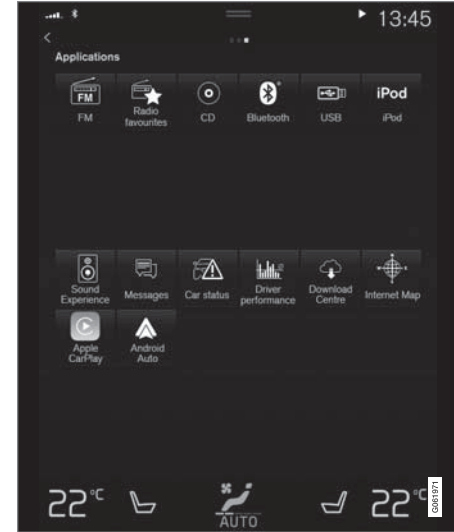 13:45
Applications
FM
FM Radio favourites CD Bluetooth USB iPod
iPod
Sound Experience Messages Car status Driver performance Download Centre Internet Map
Apple CarPlay Android Auto
22°C AUTO 22°C
G061971